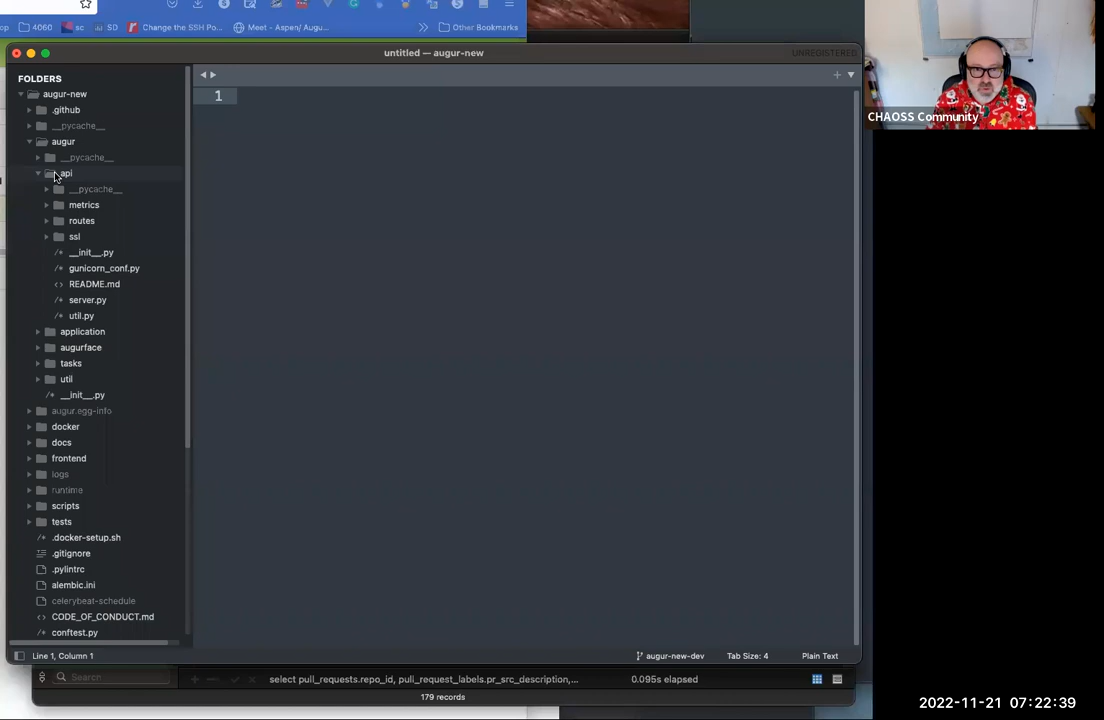 4060
sc
SD
Change the SSH Po...
Meet - Aspen/ Augu...
Other Bookmarks
untitled — augur-new
UNREGISTERED
FOLDERS
augur-new
.github
__pycache__
augur
__pycache__
api
__pycache__
metrics
routes
ssl
__init__.py
gunicorn_conf.py
README.md
server.py
util.py
application
augurface
tasks
util
__init__.py
augur.egg-info
docker
docs
frontend
logs
runtime
scripts
tests
.docker-setup.sh
.gitignore
.pylintrc
alembic.ini
celerybeat-schedule
CODE_OF_CONDUCT.md
conftest.py
1
Line 1, Column 1
augur-new-dev
Tab Size: 4
Plain Text
Search
select pull_requests.repo_id, pull_request_labels.pr_src_description,...
0.095s elapsed
179 records
CHAOSS Community
2022-11-21 07:22:39